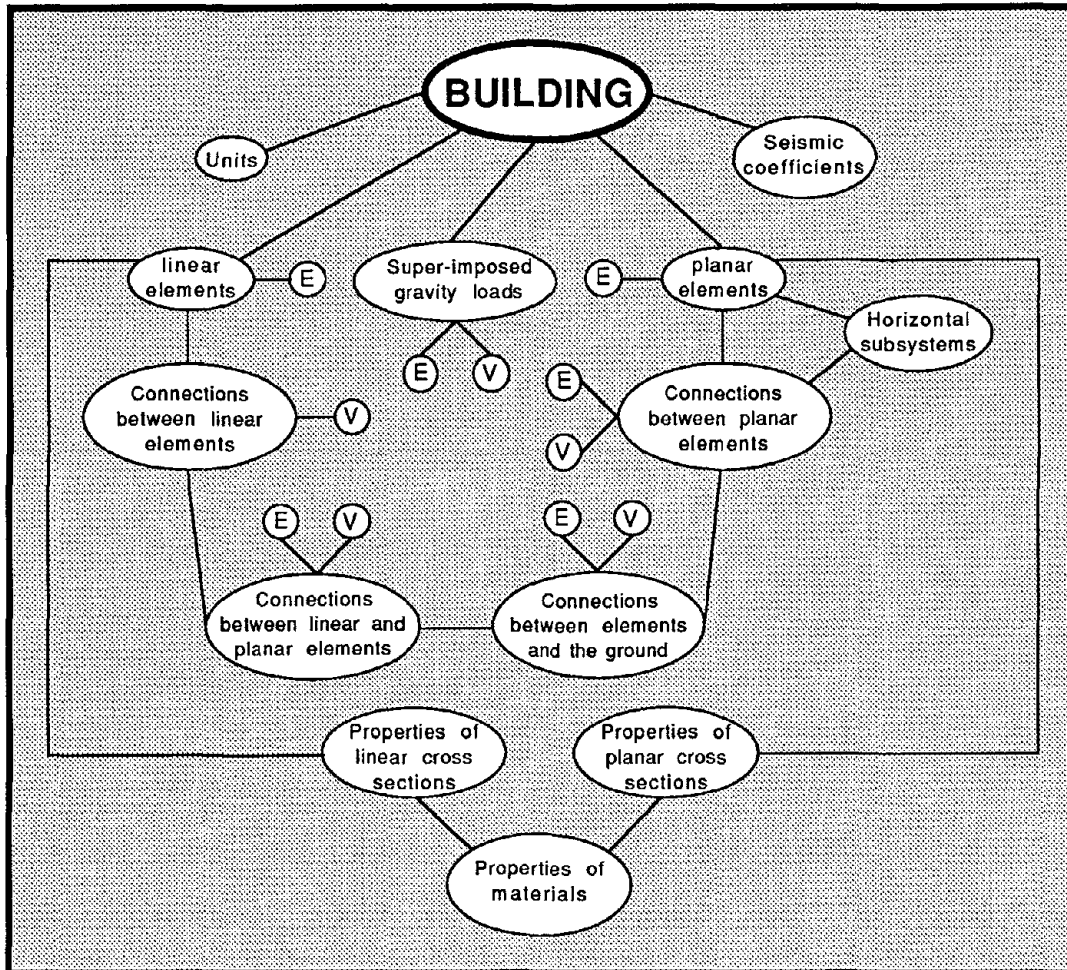 BUILDING
Units
Seismic
coefficients
linear
elements
E
Super-imposed
gravity loads
E
planar
elements
Horizontal
subsystems
E
V
Connections
between linear
elements
V
E
V
Connections
between planar
elements
E
V
E
V
Connections
between linear and
planar elements
Connections
between elements
and the ground
Properties of
linear cross
sections
Properties of
planar cross
sections
Properties of
materials